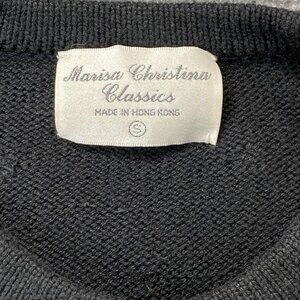 Marisa Christina
Classics
MADE IN HONG KONG
S